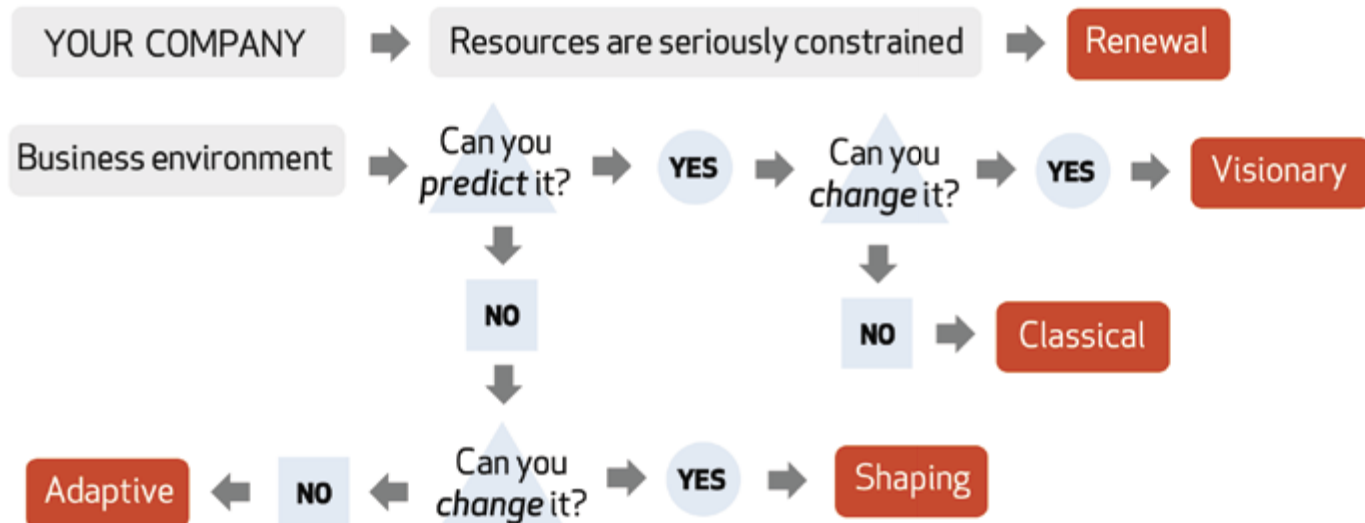 YOUR COMPANY
Resources are seriously constrained
Renewal
Business environment
Can you
predict it?
YES
Can you
change it?
YES
Visionary
NO
NO
Classical
Adaptive
NO
Can you
change it?
YES
Shaping